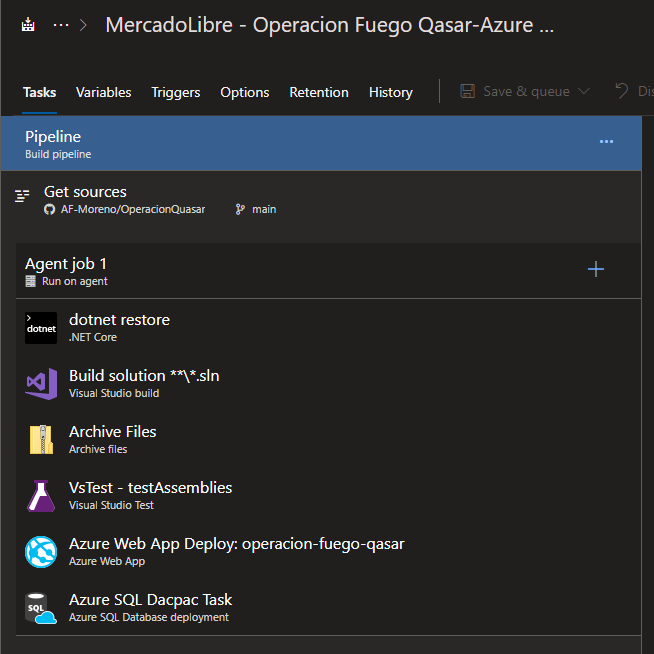 ... > MercadoLibre - Operacion Fuego Qasar-Azure ...
Tasks Variables Triggers Options Retention History Save & queue Dis
Pipeline ...
Build pipeline
Get sources
AF-Moreno/OperacionQuasar main
Agent job 1 +
Run on agent
>
dotnet
dotnet restore
.NET Core
Build solution **\*.sln
Visual Studio build
Archive Files
Archive files
VsTest - testAssemblies
Visual Studio Test
Azure Web App Deploy: operacion-fuego-qasar
Azure Web App
SQL
Azure SQL Dacpac Task
Azure SQL Database deployment